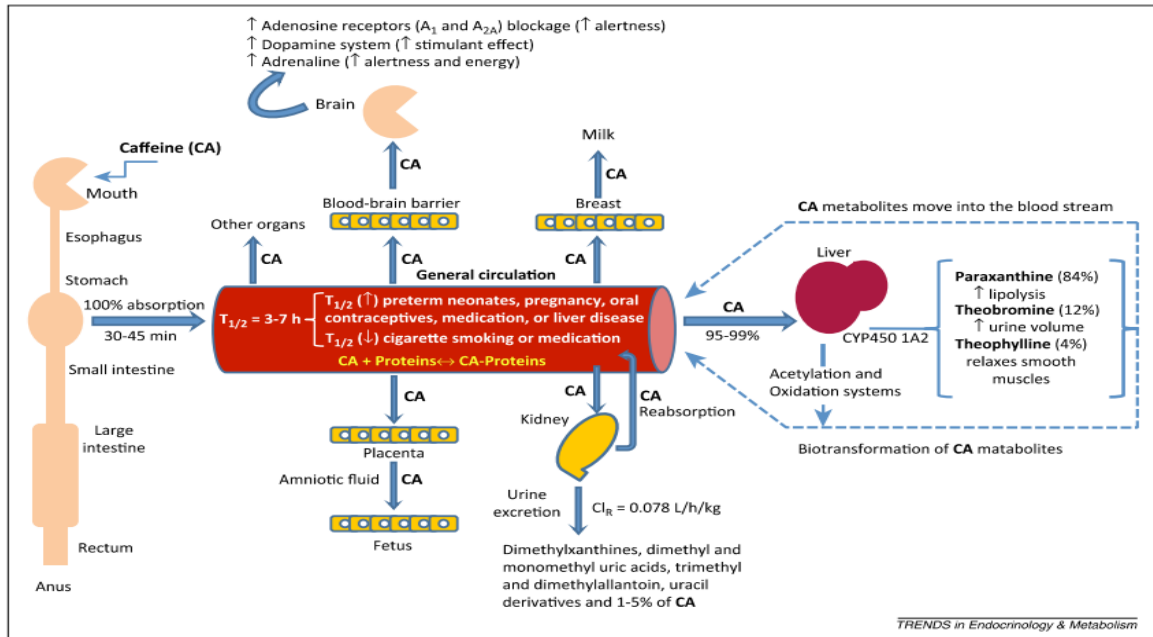 ↑ Adenosine receptors (A1 and A2A) blockage (↑ alertness)
↑ Dopamine system (↑ stimulant effect)
↑ Adrenaline (↑ alertness and energy)
Brain
Milk
Caffeine (CA)
CA
CA
Mouth
Blood-brain barrier
Breast
CA metabolites move into the blood stream
Other organs
Esophagus
Liver
CA
CA
CA
Stomach
General circulation
Paraxanthine (84%)
↑ lipolysis
Theobromine (12%)
↑ urine volume
Theophylline (4%)
relaxes smooth
muscles
100% absorption
30-45 min
T1/2 = 3-7 h
T1/2 (↑) preterm neonates, pregnancy, oral
contraceptives, medication, or liver disease
T1/2 (↓) cigarette smoking or medication
CA + Proteins↔ CA-Proteins
CA
95-99%
CYP450 1A2
Small intestine
Acetylation and
Oxidation systems
CA
CA
CA
Reabsorption
Kidney
Large
intestine
Placenta
Biotransformation of CA matabolites
Amniotic fluid
CA
Urine
excretion
ClR = 0.078 L/h/kg
Rectum
Fetus
Anus
Dimethylxanthines, dimethyl and
monomethyl uric acids, trimethyl
and dimethylallantoin, uracil
derivatives and 1-5% of CA
TRENDS in Endocrinology & Metabolism